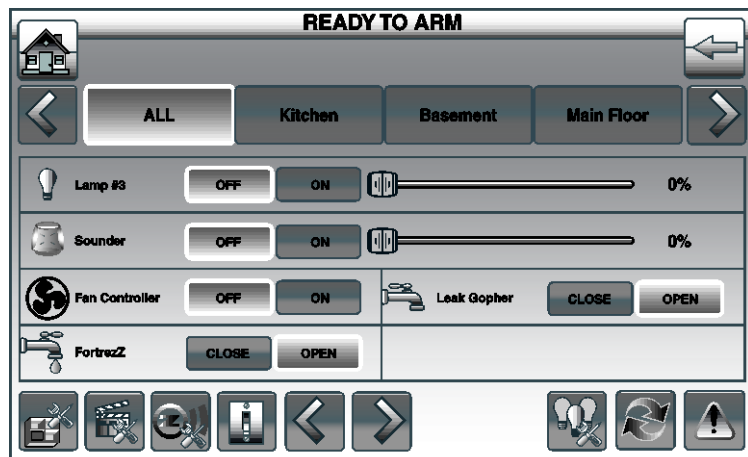 READY TO ARM
ALL Kitchen Basement Main Floor
Lamp #3 OFF ON 0%
Sounder OFF ON 0%
Fan Controller OFF ON Leak Gopher CLOSE OPEN
FortrezZ CLOSE OPEN